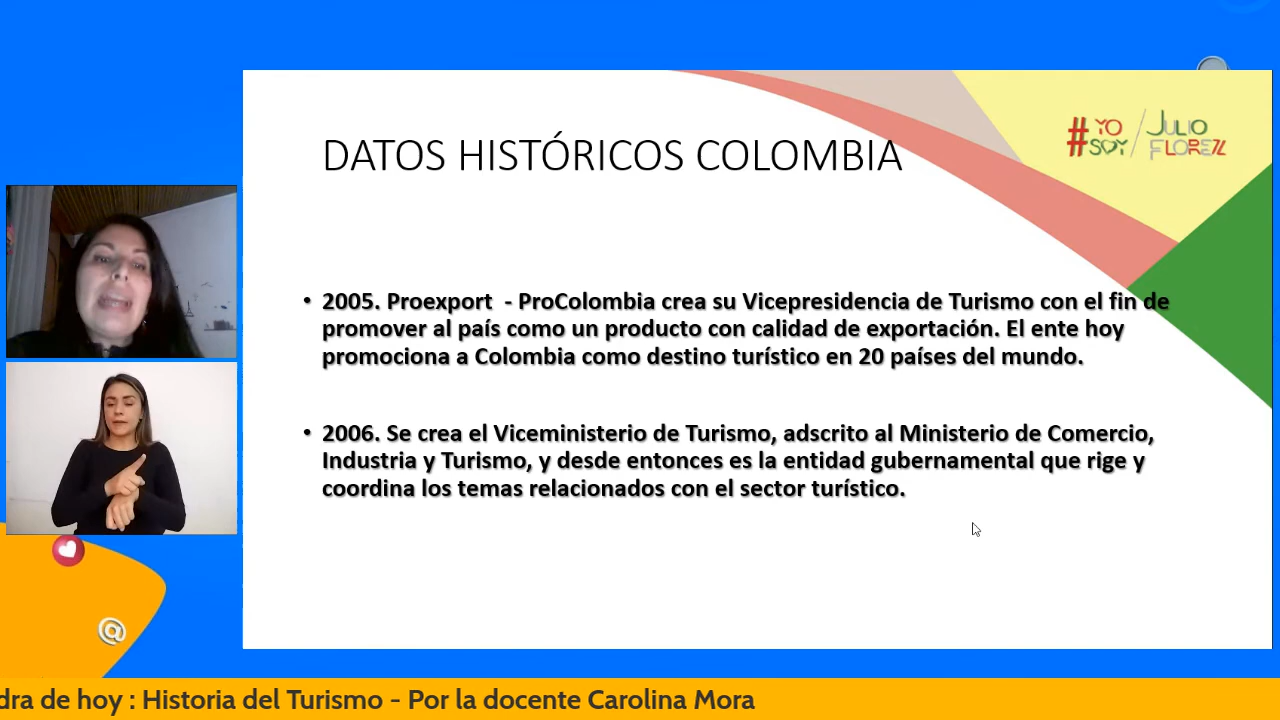 # YO SOY / JULIO FLOREZ
DATOS HISTÓRICOS COLOMBIA
• 2005. Proexport - ProColombia crea su Vicepresidencia de Turismo con el fin de
promover al país como un producto con calidad de exportación. El ente hoy
promociona a Colombia como destino turístico en 20 países del mundo.
• 2006. Se crea el Viceministerio de Turismo, adscrito al Ministerio de Comercio,
Industria y Turismo, y desde entonces es la entidad gubernamental que rige y
coordina los temas relacionados con el sector turístico.
@
dra de hoy : Historia del Turismo - Por la docente Carolina Mora